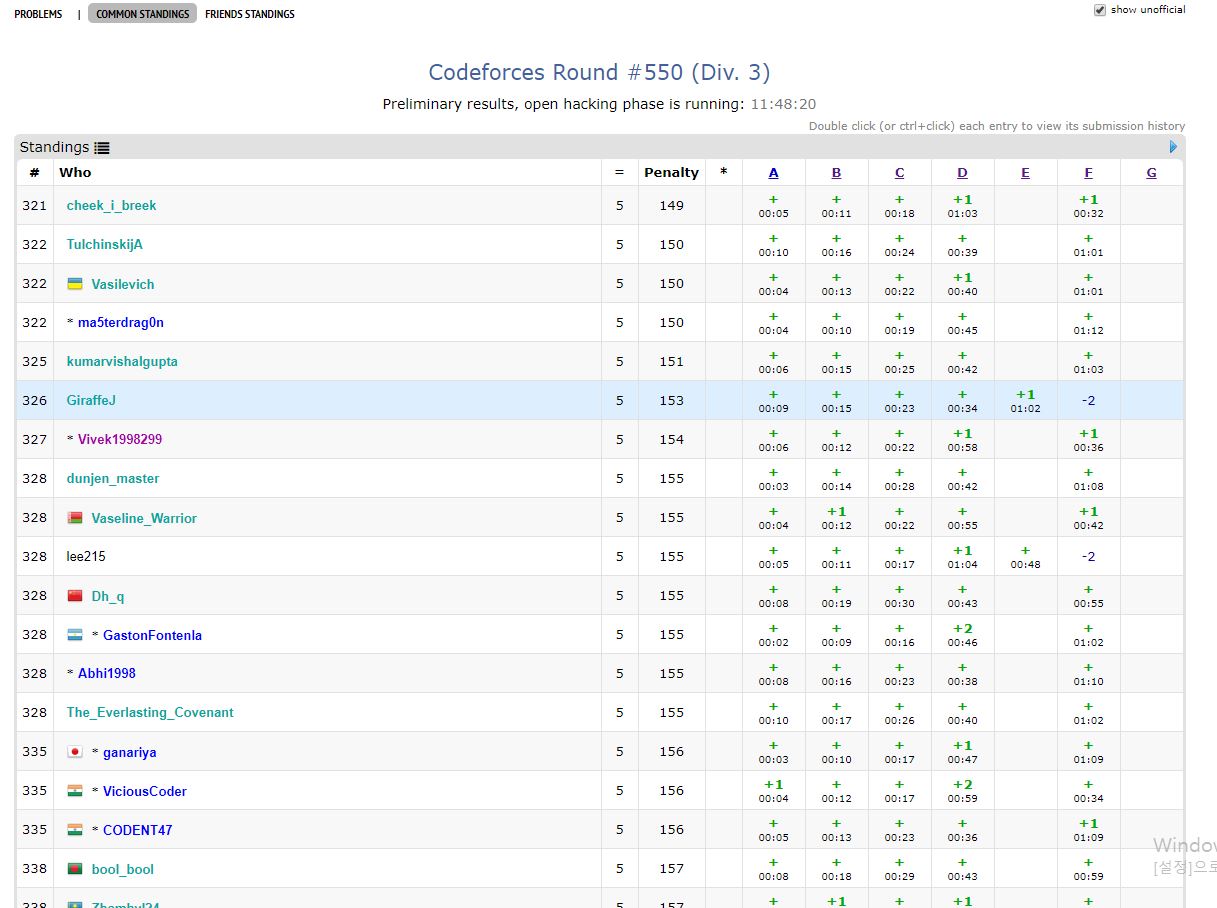 PROBLEMS | COMMON STANDINGS FRIENDS STANDINGS
show unofficial
Codeforces Round #550 (Div. 3)
Preliminary results, open hacking phase is running: 11:48:20
Double click (or ctrl+click) each entry to view its submission history
Standings
# Who = Penalty * A B C D E F G
321 cheek_i_breek 5 149 + + + +1 +1
00:05 00:11 00:18 01:03 00:32
322 TulchinskijA 5 150 + + + + +
00:10 00:16 00:24 00:39 01:01
322 Vasilevich 5 150 + + + +1 +
00:04 00:13 00:22 00:40 01:01
322 * ma5terdrag0n 5 150 + + + + +
00:04 00:10 00:19 00:45 01:12
325 kumarvishalgupta 5 151 + + + + +
00:06 00:15 00:25 00:42 01:03
326 GiraffeJ 5 153 + + + + +1 -2
00:09 00:15 00:23 00:34 01:02
327 * Vivek1998299 5 154 + + + +1 +1
00:06 00:12 00:22 00:58 00:36
328 dunjen_master 5 155 + + + + +
00:03 00:14 00:28 00:42 01:08
328 Vaseline_Warrior 5 155 + +1 + + +1
00:04 00:12 00:22 00:55 00:42
328 lee215 5 155 + + + +1 + -2
00:05 00:11 00:17 01:04 00:48
328 Dh_q 5 155 + + + + +
00:08 00:19 00:30 00:43 00:55
328 * GastonFontenla 5 155 + + + +2 +
00:02 00:09 00:16 00:46 01:02
328 * Abhi1998 5 155 + + + + +
00:08 00:16 00:23 00:38 01:10
328 The_Everlasting_Covenant 5 155 + + + + +
00:10 00:17 00:26 00:40 01:02
335 * ganariya 5 156 + + + +1 +
00:03 00:10 00:17 00:47 01:09
335 * ViciousCoder 5 156 +1 + + +2 +
00:04 00:12 00:17 00:59 00:34
335 * CODENT47 5 156 + + + + +1
00:05 00:13 00:23 00:36 01:09
338 bool_bool 5 157 + + + + +
00:08 00:18 00:29 00:43 00:59
338 5 157 + +1 + +1 +
Window
[설정]으로